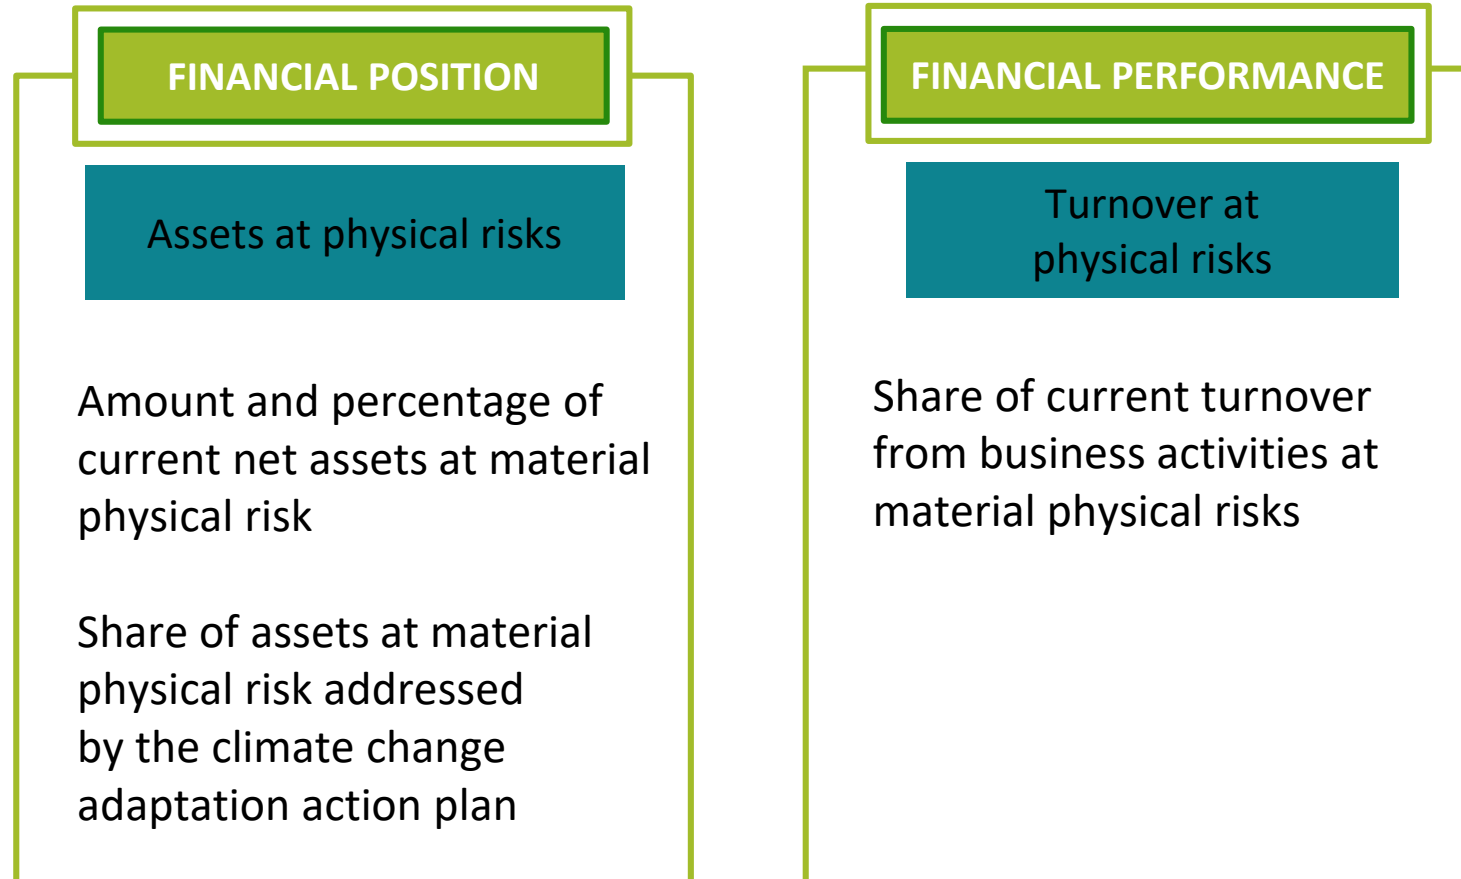 FINANCIAL POSITION
Assets at physical risks
Amount and percentage of
current net assets at material
physical risk
Share of assets at material
physical risk addressed
by the climate change
adaptation action plan
FINANCIAL PERFORMANCE
Turnover at
physical risks
Share of current turnover
from business activities at
material physical risks